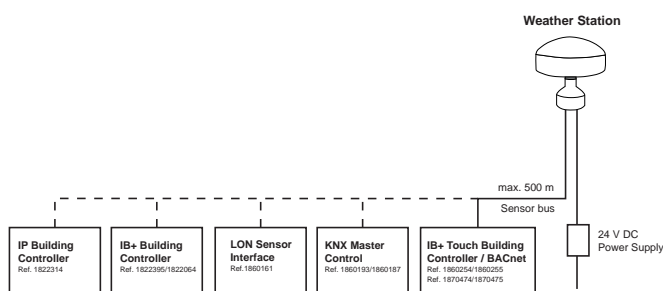 Weather Station
max. 500 m
Sensor bus
24 V DC
Power Supply
IP Building
Controller
Ref. 1822314
IB+ Building
Controller
Ref. 1822395/1822064
LON Sensor
Interface
Ref.1860161
KNX Master
Control
Ref. 1860193/1860187
IB+ Touch Building
Controller / BACnet
Ref. 1860254/1860255
Ref. 1870474/1870475